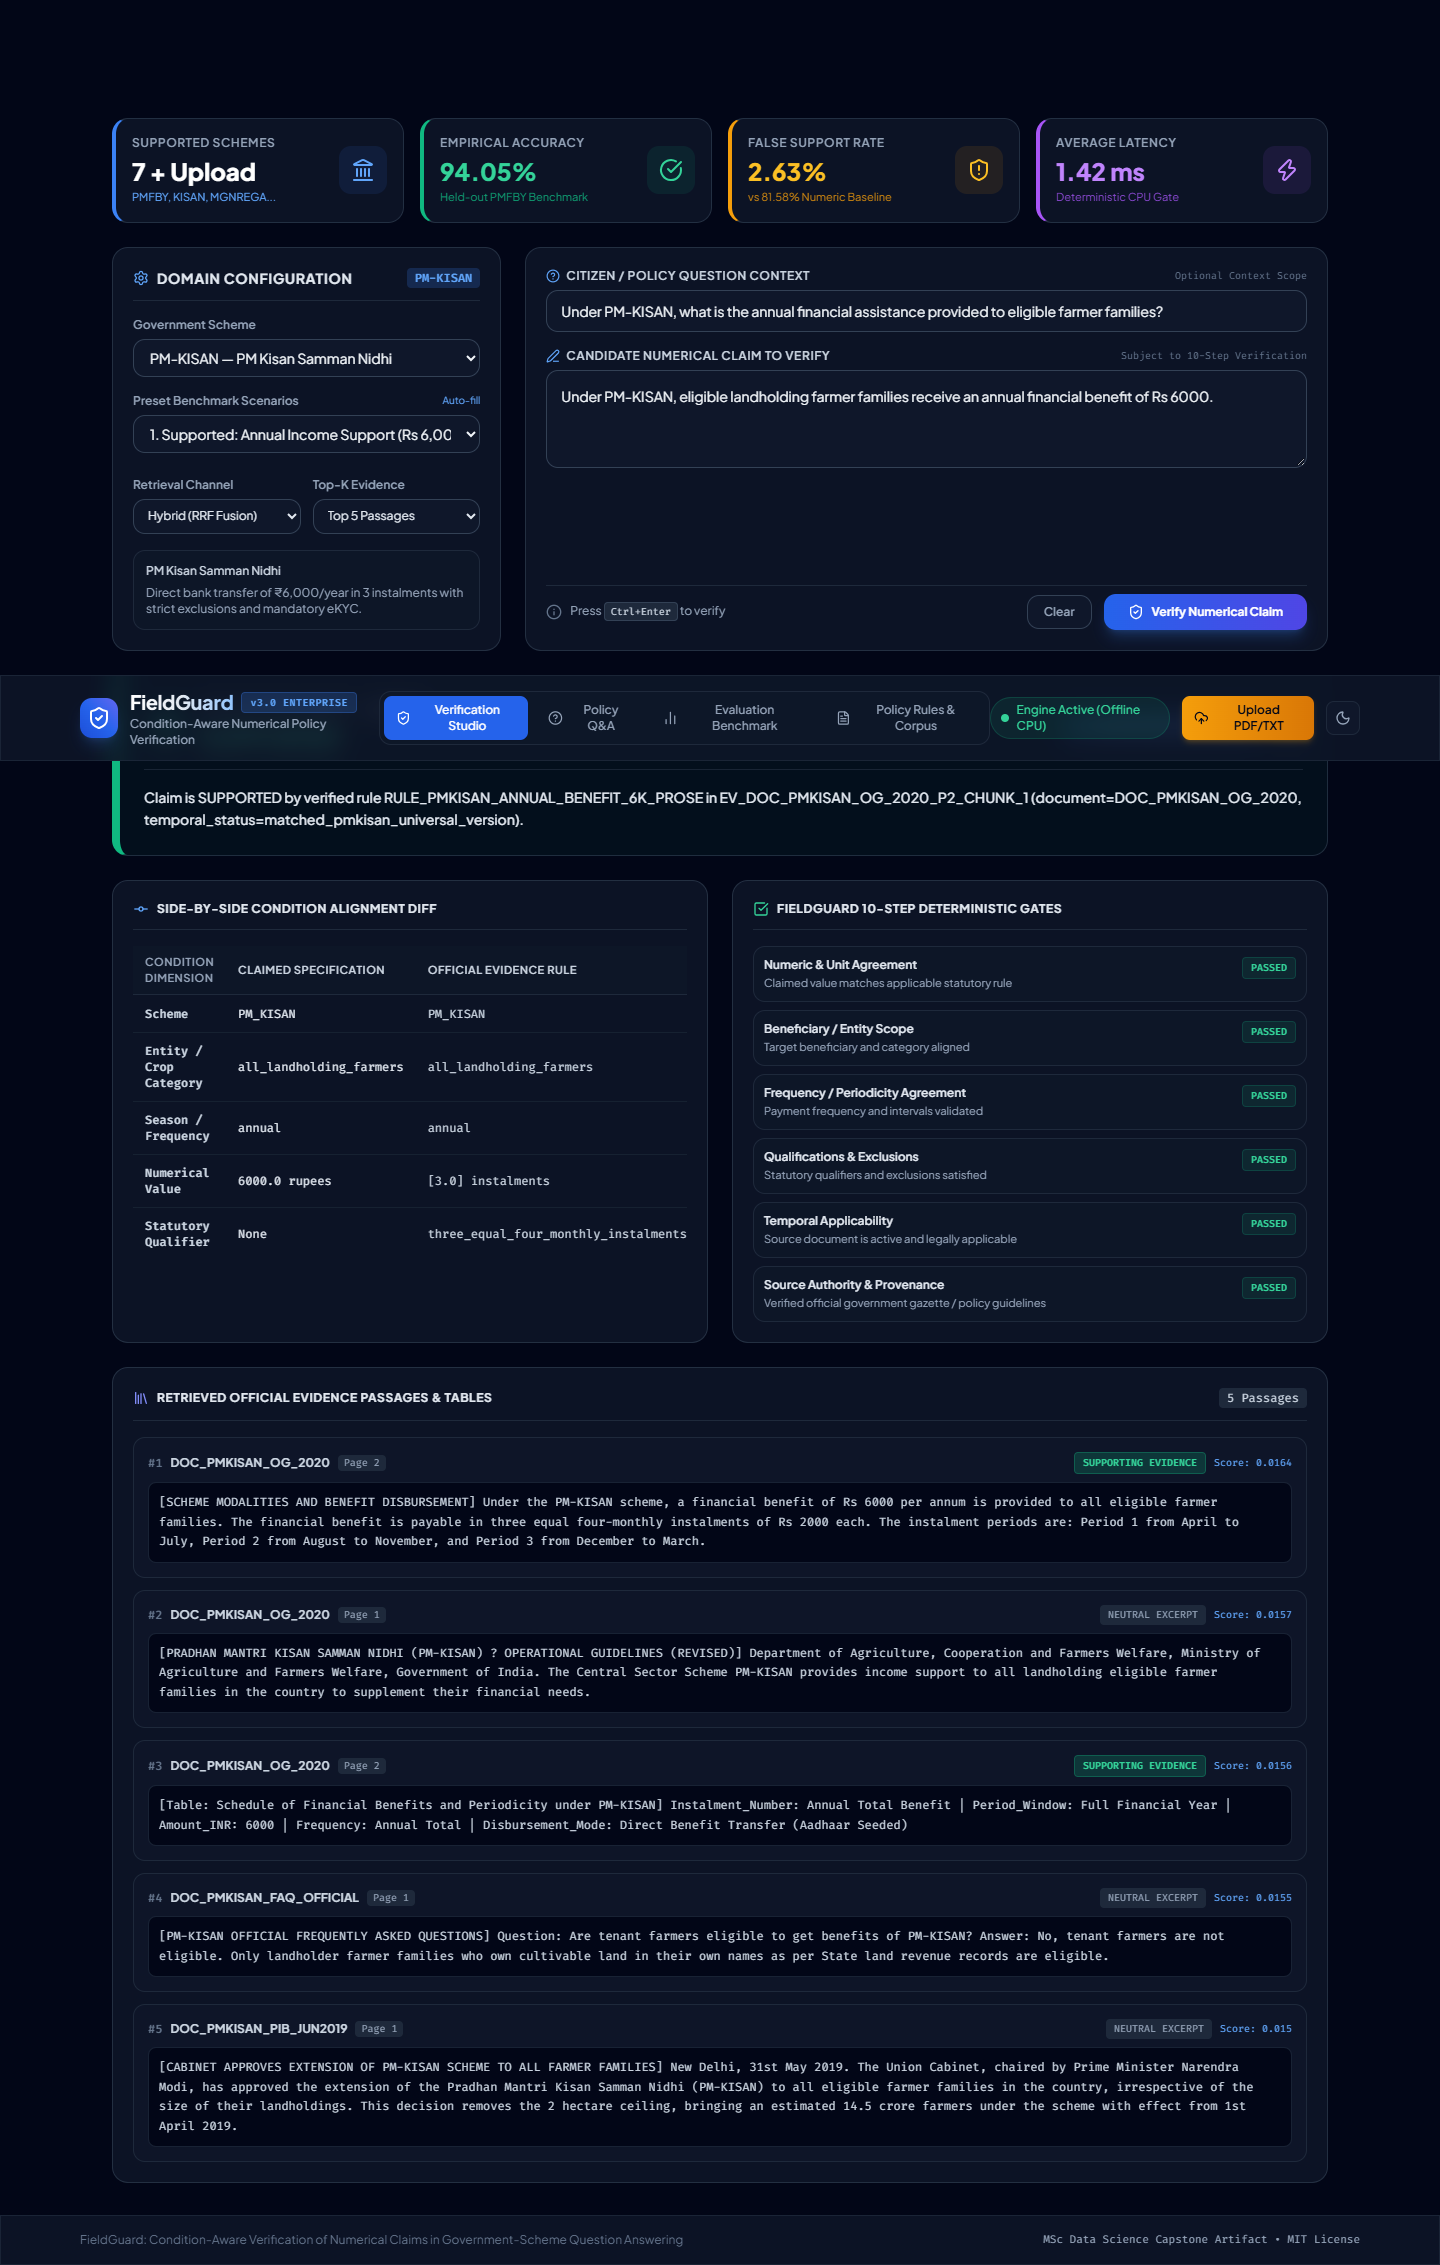 SUPPORTED SCHEMES
7 + Upload
PMFBY, KISAN, MGNREGA...
EMPIRICAL ACCURACY
94.05%
Held-out PMFBY Benchmark
FALSE SUPPORT RATE
2.63%
vs 81.58% Numeric Baseline
AVERAGE LATENCY
1.42 ms
Deterministic CPU Gate
DOMAIN CONFIGURATION
PM-KISAN
Government Scheme
PM-KISAN — PM Kisan Samman Nidhi
Preset Benchmark Scenarios
Auto-fill
1. Supported: Annual Income Support (Rs 6,00
Retrieval Channel
Top-K Evidence
Hybrid (RRF Fusion)
Top 5 Passages
PM Kisan Samman Nidhi
Direct bank transfer of ₹6,000/year in 3 instalments with
strict exclusions and mandatory eKYC.
CITIZEN / POLICY QUESTION CONTEXT
Optional Context Scope
Under PM-KISAN, what is the annual financial assistance provided to eligible farmer families?
CANDIDATE NUMERICAL CLAIM TO VERIFY
Subject to 10-Step Verification
Under PM-KISAN, eligible landholding farmer families receive an annual financial benefit of Rs 6000.
Press Ctrl+Enter to verify
Clear
Verify Numerical Claim
FieldGuard
v3.0 ENTERPRISE
Condition-Aware Numerical Policy
Verification
Verification
Studio
Policy
Q&A
Evaluation
Benchmark
Policy Rules &
Corpus
Engine Active (Offline
CPU)
Upload
PDF/TXT
Claim is SUPPORTED by verified rule RULE_PMKISAN_ANNUAL_BENEFIT_6K_PROSE in EV_DOC_PMKISAN_OG_2020_P2_CHUNK_1 (document=DOC_PMKISAN_OG_2020,
temporal_status=matched_pmkisan_universal_version).
SIDE-BY-SIDE CONDITION ALIGNMENT DIFF
CONDITION
DIMENSION
CLAIMED SPECIFICATION
OFFICIAL EVIDENCE RULE
Scheme
PM_KISAN
PM_KISAN
Entity /
Crop
Category
all_landholding_farmers
all_landholding_farmers
Season /
Frequency
annual
annual
Numerical
Value
6000.0 rupees
[3.0] instalments
Statutory
Qualifier
None
three_equal_four_monthly_instalments
FIELDGUARD 10-STEP DETERMINISTIC GATES
Numeric & Unit Agreement
Claimed value matches applicable statutory rule
PASSED
Beneficiary / Entity Scope
Target beneficiary and category aligned
PASSED
Frequency / Periodicity Agreement
Payment frequency and intervals validated
PASSED
Qualifications & Exclusions
Statutory qualifiers and exclusions satisfied
PASSED
Temporal Applicability
Source document is active and legally applicable
PASSED
Source Authority & Provenance
Verified official government gazette / policy guidelines
PASSED
RETRIEVED OFFICIAL EVIDENCE PASSAGES & TABLES
5 Passages
#1 DOC_PMKISAN_OG_2020 Page 2
SUPPORTING EVIDENCE Score: 0.0164
[SCHEME MODALITIES AND BENEFIT DISBURSEMENT] Under the PM-KISAN scheme, a financial benefit of Rs 6000 per annum is provided to all eligible farmer
families. The financial benefit is payable in three equal four-monthly instalments of Rs 2000 each. The instalment periods are: Period 1 from April to
July, Period 2 from August to November, and Period 3 from December to March.
#2 DOC_PMKISAN_OG_2020 Page 1
NEUTRAL EXCERPT Score: 0.0157
[PRADHAN MANTRI KISAN SAMMAN NIDHI (PM-KISAN) ? OPERATIONAL GUIDELINES (REVISED)] Department of Agriculture, Cooperation and Farmers Welfare, Ministry of
Agriculture and Farmers Welfare, Government of India. The Central Sector Scheme PM-KISAN provides income support to all landholding eligible farmer
families in the country to supplement their financial needs.
#3 DOC_PMKISAN_OG_2020 Page 2
SUPPORTING EVIDENCE Score: 0.0156
[Table: Schedule of Financial Benefits and Periodicity under PM-KISAN] Instalment_Number: Annual Total Benefit | Period_Window: Full Financial Year |
Amount_INR: 6000 | Frequency: Annual Total | Disbursement_Mode: Direct Benefit Transfer (Aadhaar Seeded)
#4 DOC_PMKISAN_FAQ_OFFICIAL Page 1
NEUTRAL EXCERPT Score: 0.0155
[PM-KISAN OFFICIAL FREQUENTLY ASKED QUESTIONS] Question: Are tenant farmers eligible to get benefits of PM-KISAN? Answer: No, tenant farmers are not
eligible. Only landholder farmer families who own cultivable land in their own names as per State land revenue records are eligible.
#5 DOC_PMKISAN_PIB_JUN2019 Page 1
NEUTRAL EXCERPT Score: 0.015
[CABINET APPROVES EXTENSION OF PM-KISAN SCHEME TO ALL FARMER FAMILIES] New Delhi, 31st May 2019. The Union Cabinet, chaired by Prime Minister Narendra
Modi, has approved the extension of the Pradhan Mantri Kisan Samman Nidhi (PM-KISAN) to all eligible farmer families in the country, irrespective of the
size of their landholdings. This decision removes the 2 hectare ceiling, bringing an estimated 14.5 crore farmers under the scheme with effect from 1st
April 2019.
FieldGuard: Condition-Aware Verification of Numerical Claims in Government-Scheme Question Answering
MSc Data Science Capstone Artifact • MIT License